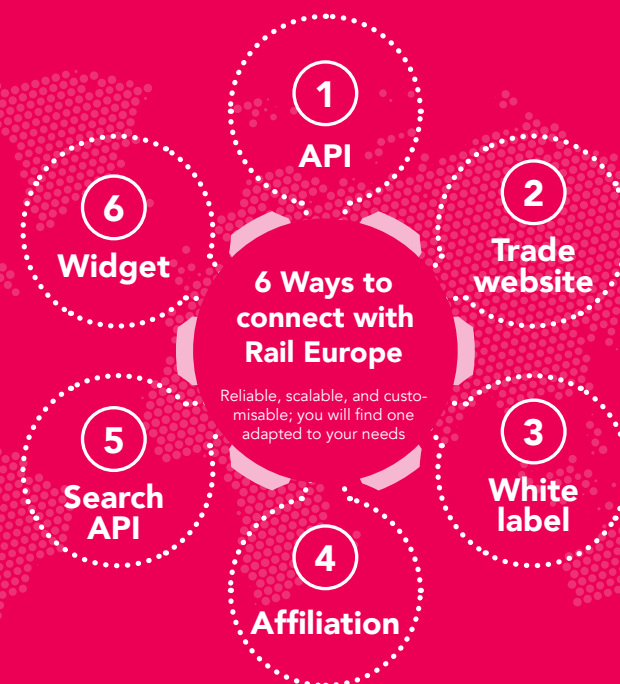 1
API
2
Trade
website
3
White
label
4
Affiliation
5
Search
API
6
Widget
6 Ways to
connect with
Rail Europe
Reliable, scalable, and custo-
misable; you will find one
adapted to your needs